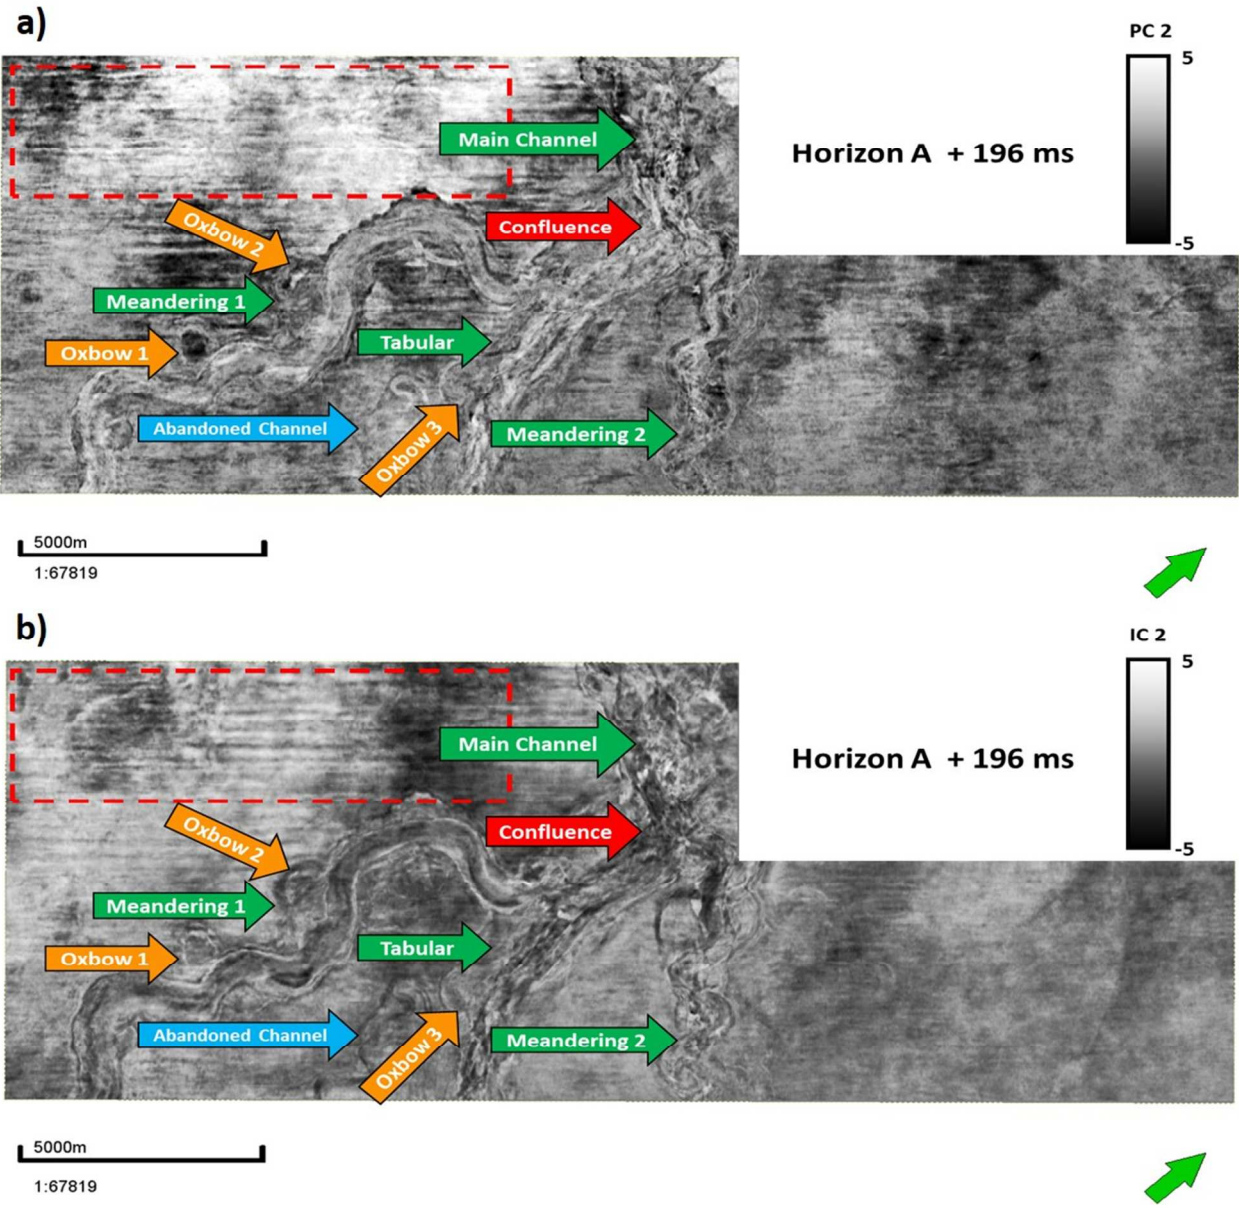 a)
PC 2
5
-5
Horizon A + 196 ms
Main Channel
Oxbow 2
Confluence
Meandering 1
Oxbow 1
Tabular
Abandoned Channel
Oxbow 3
Meandering 2
5000m
1:67819
b)
IC 2
5
-5
Horizon A + 196 ms
Main Channel
Oxbow 2
Confluence
Meandering 1
Oxbow 1
Tabular
Abandoned Channel
Oxbow 3
Meandering 2
5000m
1:67819